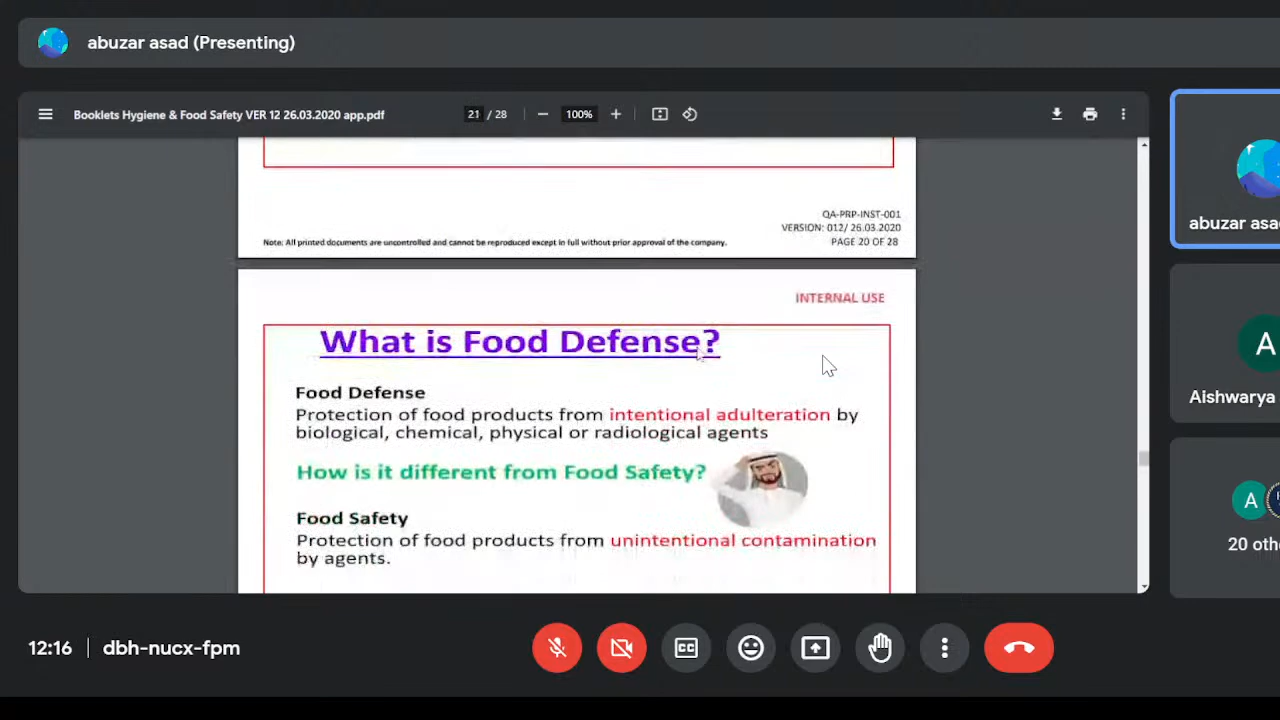 abuzar asad (Presenting)
Booklets Hygiene & Food Safety VER 12 26.03.2020 app.pdf
21 / 28
100%
QA-PRP-INST-001
VERSION: 012/ 26.03.2020
Note: All printed documents are uncontrolled and cannot be reproduced except in full without prior approval of the company.
PAGE 20 OF 28
INTERNAL USE
What is Food Defense?
Food Defense
Protection of food products from intentional adulteration by
biological, chemical, physical or radiological agents
How is it different from Food Safety?
Food Safety
Protection of food products from unintentional contamination
by agents.
abuzar asa
A
Aishwarya
A
20 oth
12:16
dbh-nucx-fpm
CC